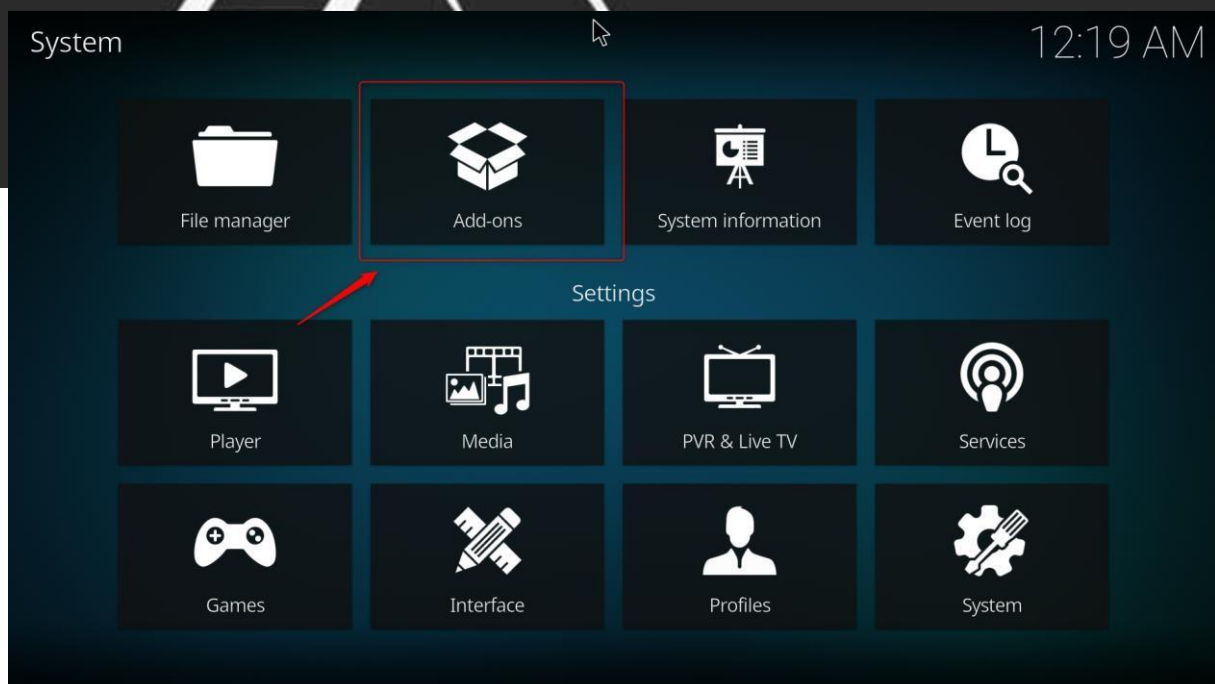 System
12:19 AM
File manager
Add-ons
System information
Event log
Settings
Player
Media
PVR & Live TV
Services
Games
Interface
Profiles
System